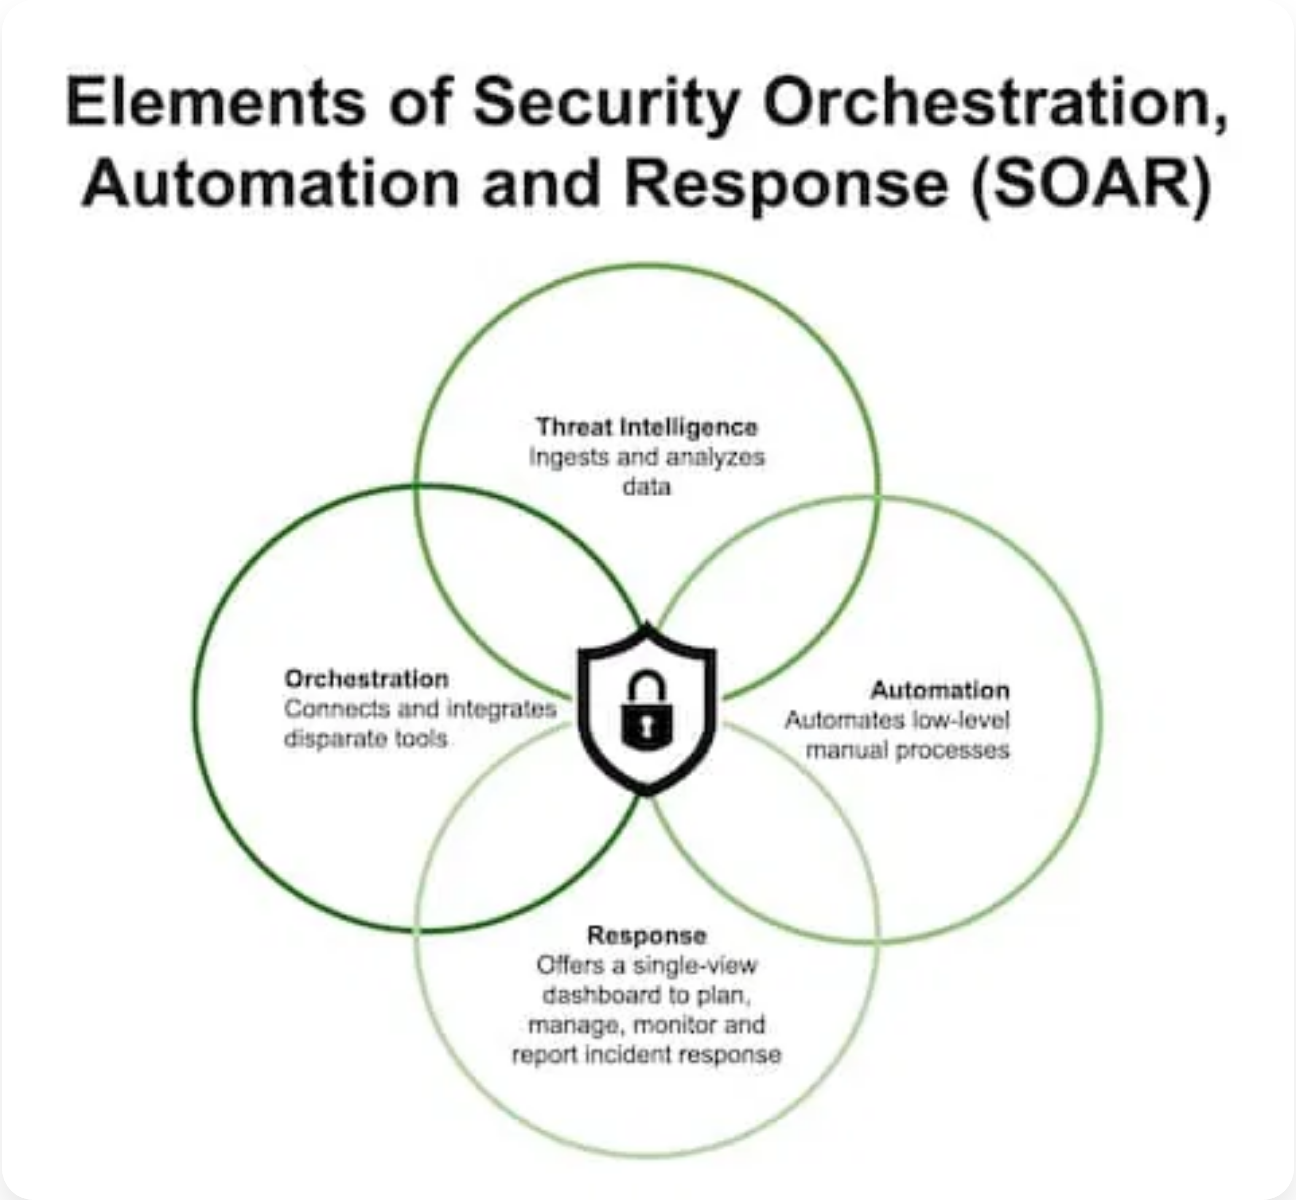 Elements of Security Orchestration,
Automation and Response (SOAR)
Threat Intelligence
Ingests and analyzes
data
Orchestration
Connects and integrates
disparate tools
Automation
Automates low-level
manual processes
Response
Offers a single-view
dashboard to plan,
manage, monitor and
report incident response